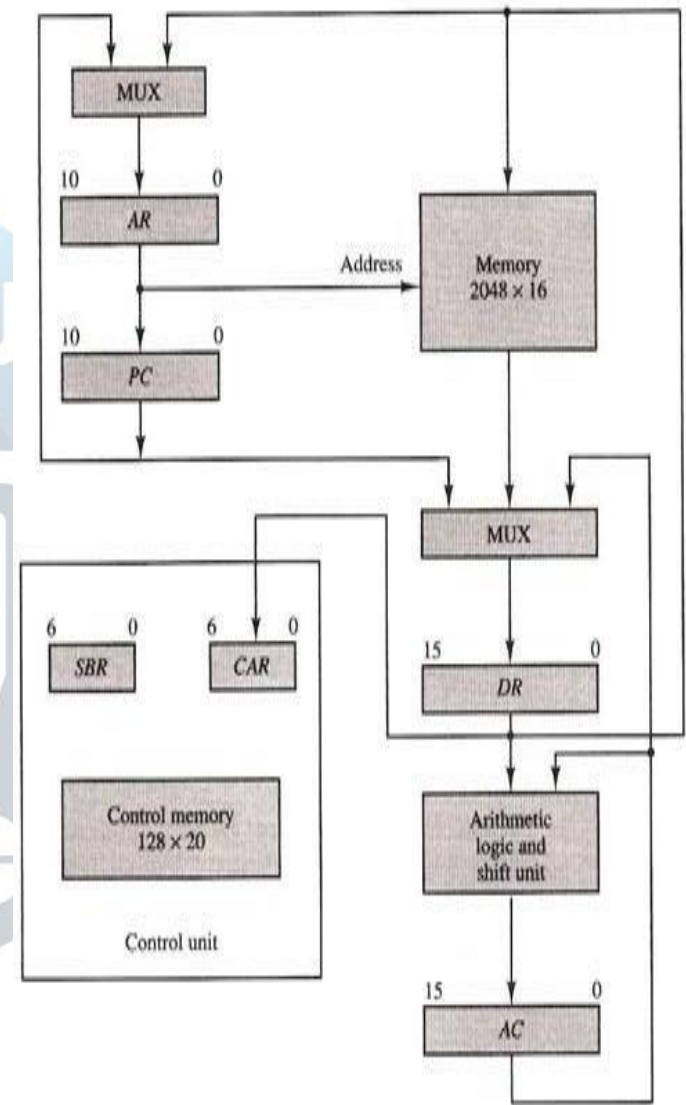 MUX
10 0
AR
Address
Memory
2048 × 16
10 0
PC
MUX
6 0
6 0
SBR
CAR
15 0
DR
Control memory
128 × 20
Arithmetic
logic and
shift unit
Control unit
15 0
AC